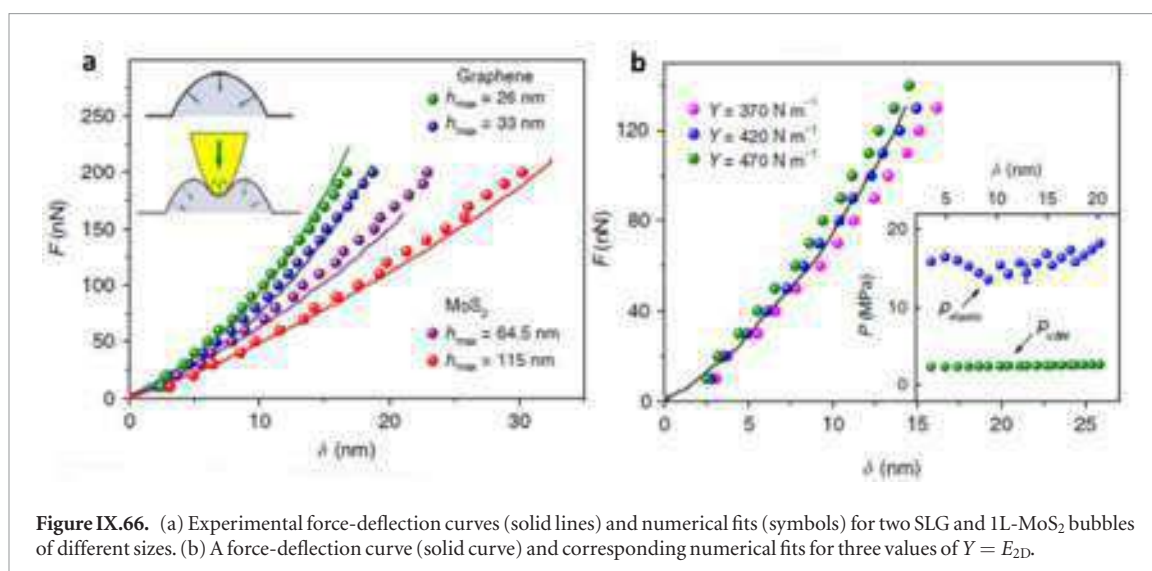 a
Graphene
h_max = 26 nm
h_max = 33 nm
MoS₂
h_max = 64.5 nm
h_max = 115 nm
250
200
150
100
50
0
F (nN)
0 10 20 30
δ (nm)
b
Y = 370 N m⁻¹
Y = 420 N m⁻¹
Y = 470 N m⁻¹
120
80
40
0
F (nN)
0 5 10 15 20 25
δ (nm)
δ (nm)
5 10 15 20
20
10
0
P (MPa)
p_elastic
p_vdW
Figure IX.66. (a) Experimental force-deflection curves (solid lines) and numerical fits (symbols) for two SLG and 1L-MoS₂ bubbles
of different sizes. (b) A force-deflection curve (solid curve) and corresponding numerical fits for three values of Y = E₂D.